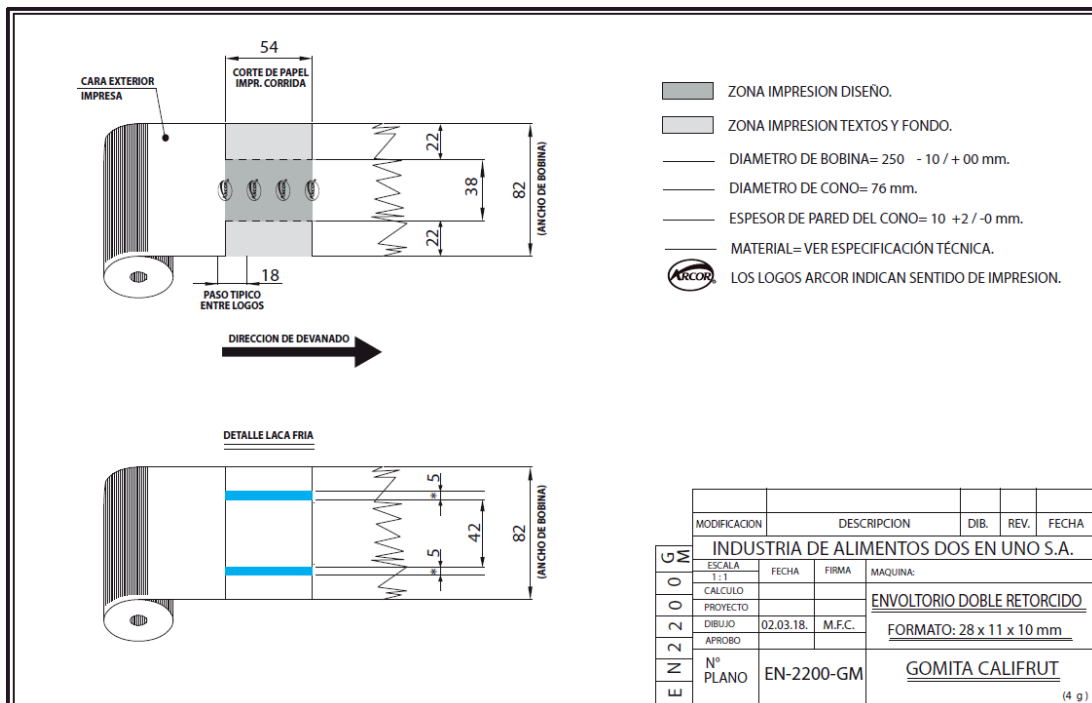 54
CORTE DE PAPEL
IMPR. CORRIDA
CARA EXTERIOR
IMPRESA
22
38
22
82
(ANCHO DE BOBINA)
ARCOR ARCOR ARCOR ARCOR
18
PASO TIPICO
ENTRE LOGOS
DIRECCION DE DEVANADO
ZONA IMPRESION DISEÑO.
ZONA IMPRESION TEXTOS Y FONDO.
DIAMETRO DE BOBINA= 250 - 10 / + 00 mm.
DIAMETRO DE CONO= 76 mm.
ESPESOR DE PARED DEL CONO= 10 +2 / -0 mm.
MATERIAL= VER ESPECIFICACIÓN TÉCNICA.
ARCOR® LOS LOGOS ARCOR INDICAN SENTIDO DE IMPRESION.
DETALLE LACA FRIA
* 5
42
* 5
82
(ANCHO DE BOBINA)
MODIFICACION DESCRIPCION DIB. REV. FECHA
INDUSTRIA DE ALIMENTOS DOS EN UNO S.A.
ESCALA FECHA FIRMA MAQUINA:
1 : 1
CALCULO
PROYECTO
ENVOLTORIO DOBLE RETORCIDO
DIBUJO 02.03.18. M.F.C.
FORMATO: 28 x 11 x 10 mm
APROBO
N° PLANO EN-2200-GM
GOMITA CALIFRUT
(4 g)
E N 2 2 0 0 GM